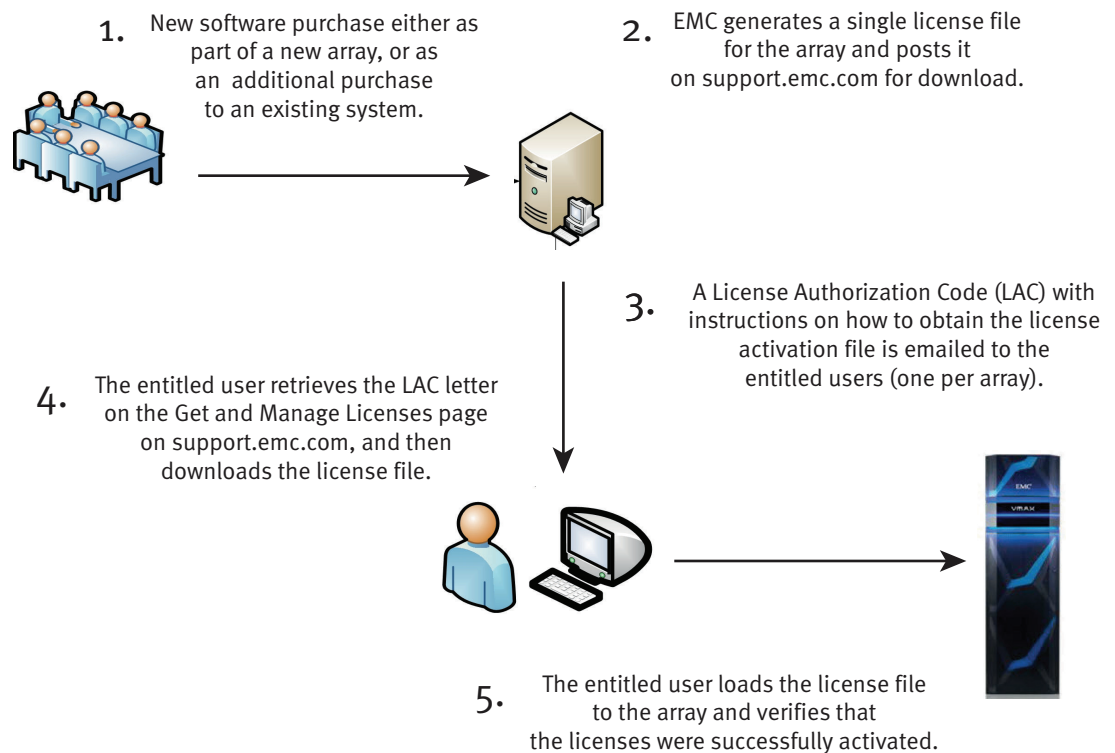 1. New software purchase either as
part of a new array, or as
an additional purchase
to an existing system.
2. EMC generates a single license file
for the array and posts it
on support.emc.com for download.
3. A License Authorization Code (LAC) with
instructions on how to obtain the license
activation file is emailed to the
entitled users (one per array).
4. The entitled user retrieves the LAC letter
on the Get and Manage Licenses page
on support.emc.com, and then
downloads the license file.
EMC
VMAX
5. The entitled user loads the license file
to the array and verifies that
the licenses were successfully activated.